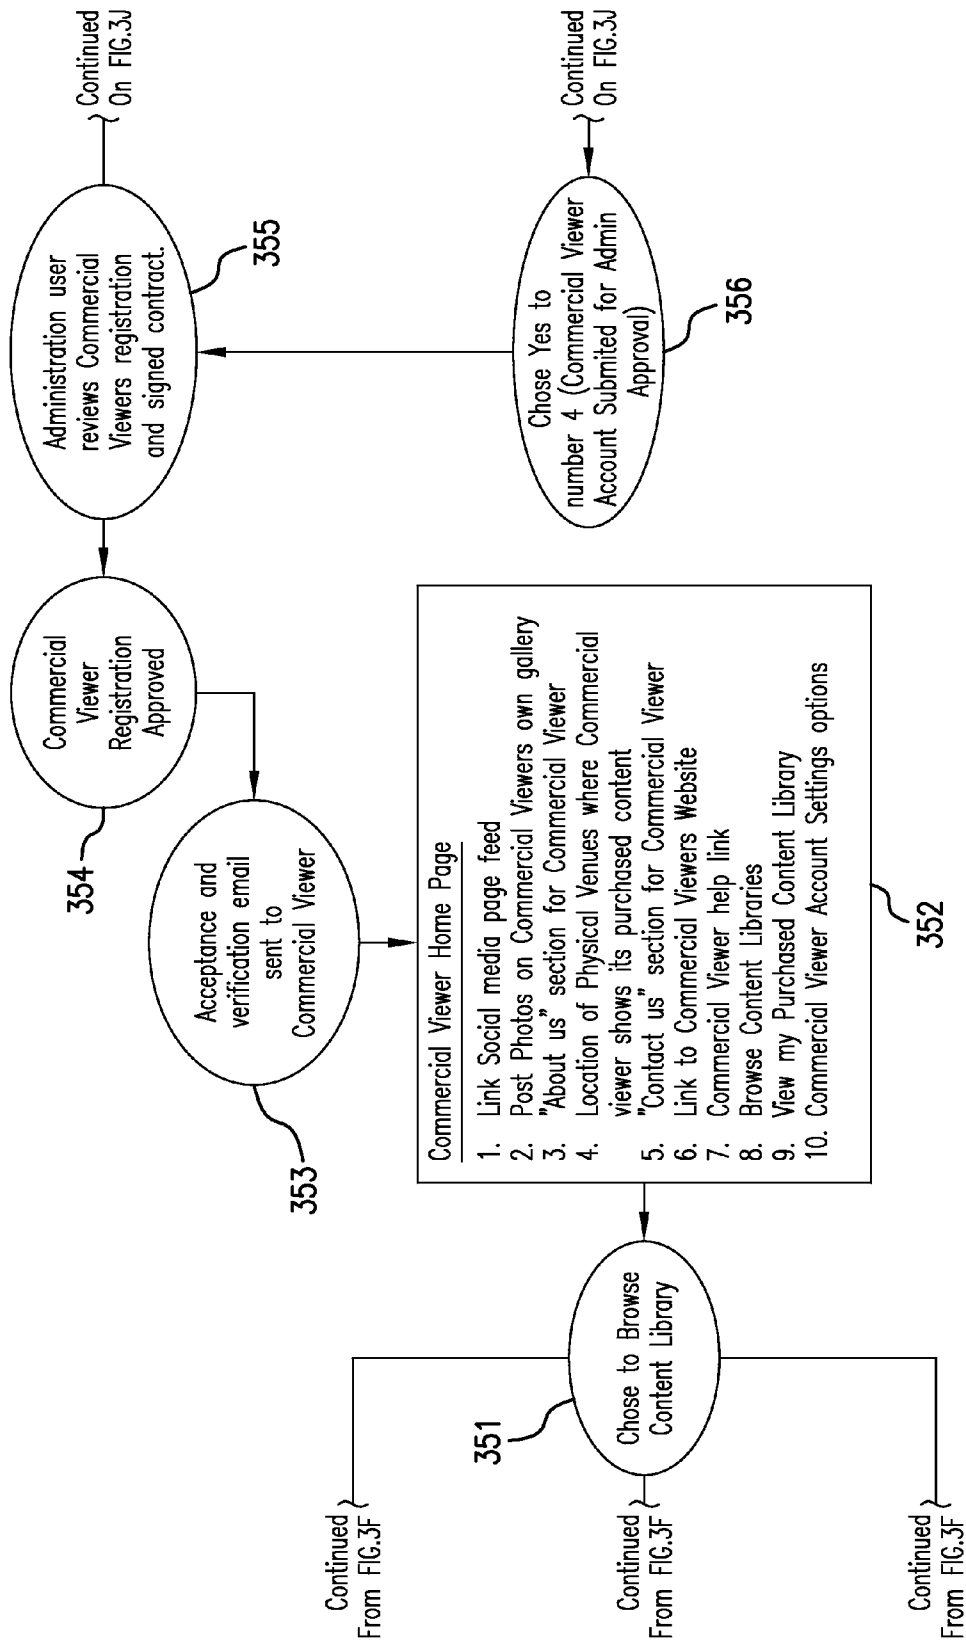 Continued
On FIG.3J
Administration user
reviews Commercial
Viewers registration
and signed contract.
355
Continued
On FIG.3J
Chose Yes to
number 4 (Commercial Viewer
Account Submited for Admin
Approval)
356
Commercial
Viewer
Registration
Approved
354
Acceptance and
verification email
sent to
Commercial Viewer
353
Commercial Viewer Home Page
1. Link Social media page feed
2. Post Photos on Commercial Viewers own gallery
3. "About us" section for Commercial Viewer
4. Location of Physical Venues where Commercial
viewer shows its purchased content
5. "Contact us" section for Commercial Viewer
6. Link to Commercial Viewers Website
7. Commercial Viewer help link
8. Browse Content Libraries
9. View my Purchased Content Library
10. Commercial Viewer Account Settings options
352
Chose to Browse
Content Library
351
Continued
From FIG.3F
Continued
From FIG.3F
Continued
From FIG.3F